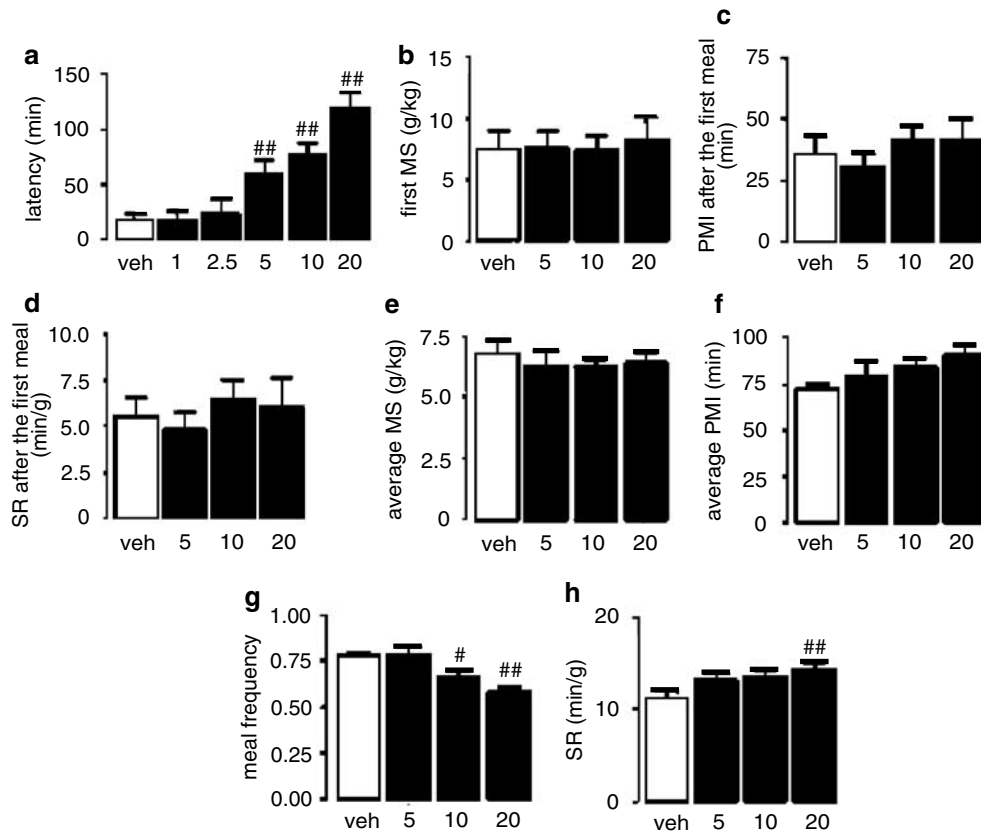 a
latency (min)
150
100
50
0
##
##
##
veh 1 2.5 5 10 20
b
first MS (g/kg)
15
10
5
0
veh 5 10 20
c
PMI after the first meal
(min)
75
50
25
0
veh 5 10 20
d
SR after the first meal
(min/g)
10.0
7.5
5.0
2.5
0.0
veh 5 10 20
e
average MS (g/kg)
7.5
5.0
2.5
0
veh 5 10 20
f
average PMI (min)
100
75
50
25
0
veh 5 10 20
g
meal frequency
1.00
0.75
0.50
0.25
0.00
#
##
veh 5 10 20
h
SR (min/g)
20
10
0
##
veh 5 10 20